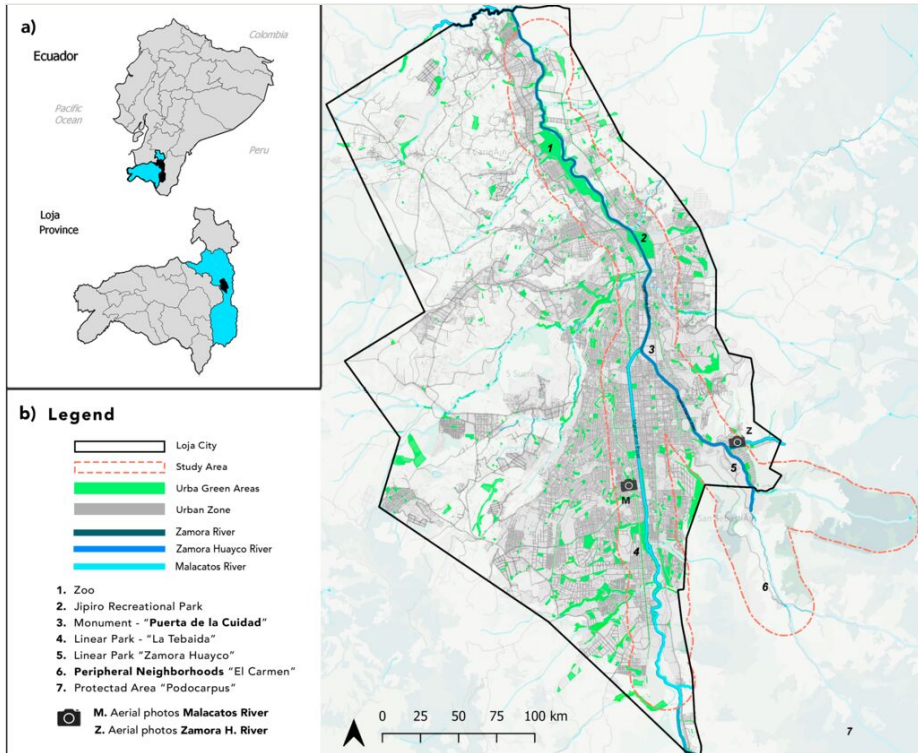 a)
Ecuador
Colombia
Pacific
Ocean
Peru
Loja
Province
b) Legend
Loja City
Study Area
Urba Green Areas
Urban Zone
Zamora River
Zamora Huayco River
Malacatos River
1. Zoo
2. Jipiro Recreational Park
3. Monument - “Puerta de la Cuidad”
4. Linear Park - “La Tebaida”
5. Linear Park “Zamora Huayco”
6. Peripheral Neighborhoods “El Carmen”
7. Protectad Area “Podocarpus”
M. Aerial photos Malacatos River
Z. Aerial photos Zamora H. River
1
2
3
Z
5
M
4
6
7
0 25 50 75 100 km